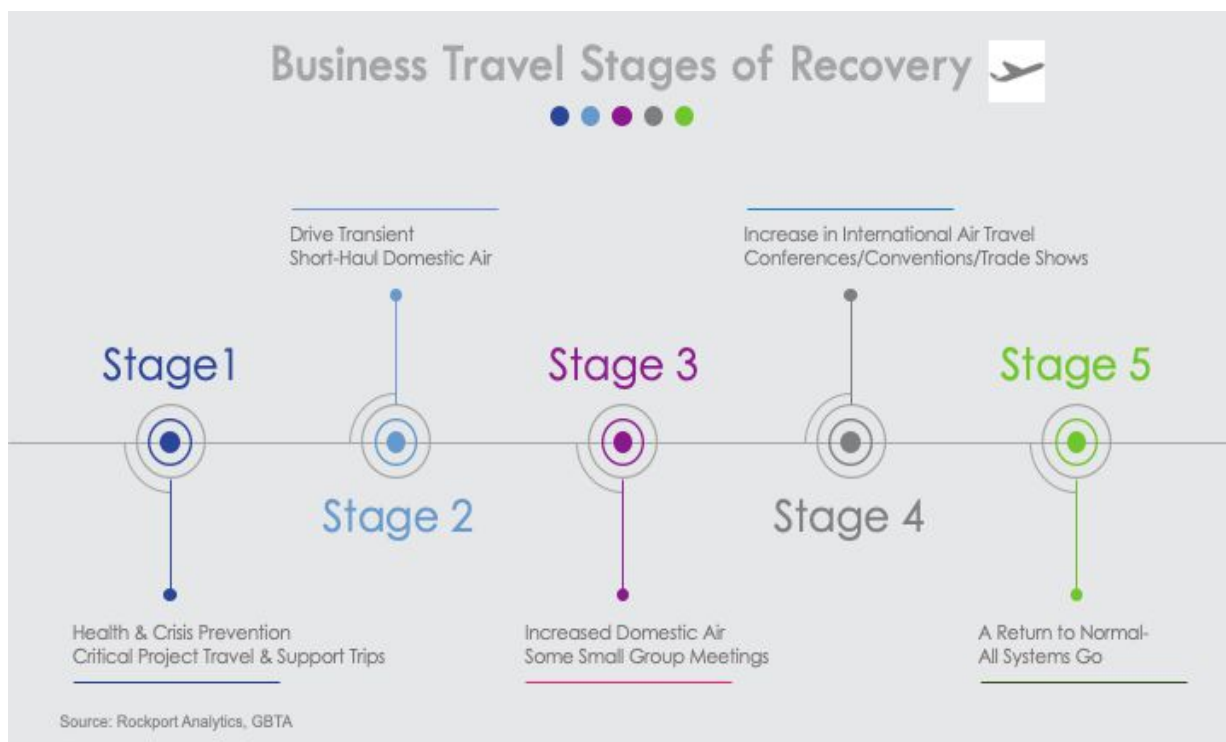 Business Travel Stages of Recovery
Drive Transient
Short-Haul Domestic Air
Increase in International Air Travel
Conferences/Conventions/Trade Shows
Stage1
Stage 2
Stage 3
Stage 4
Stage 5
Health & Crisis Prevention
Critical Project Travel & Support Trips
Increased Domestic Air
Some Small Group Meetings
A Return to Normal-
All Systems Go
Source: Rockport Analytics, GBTA